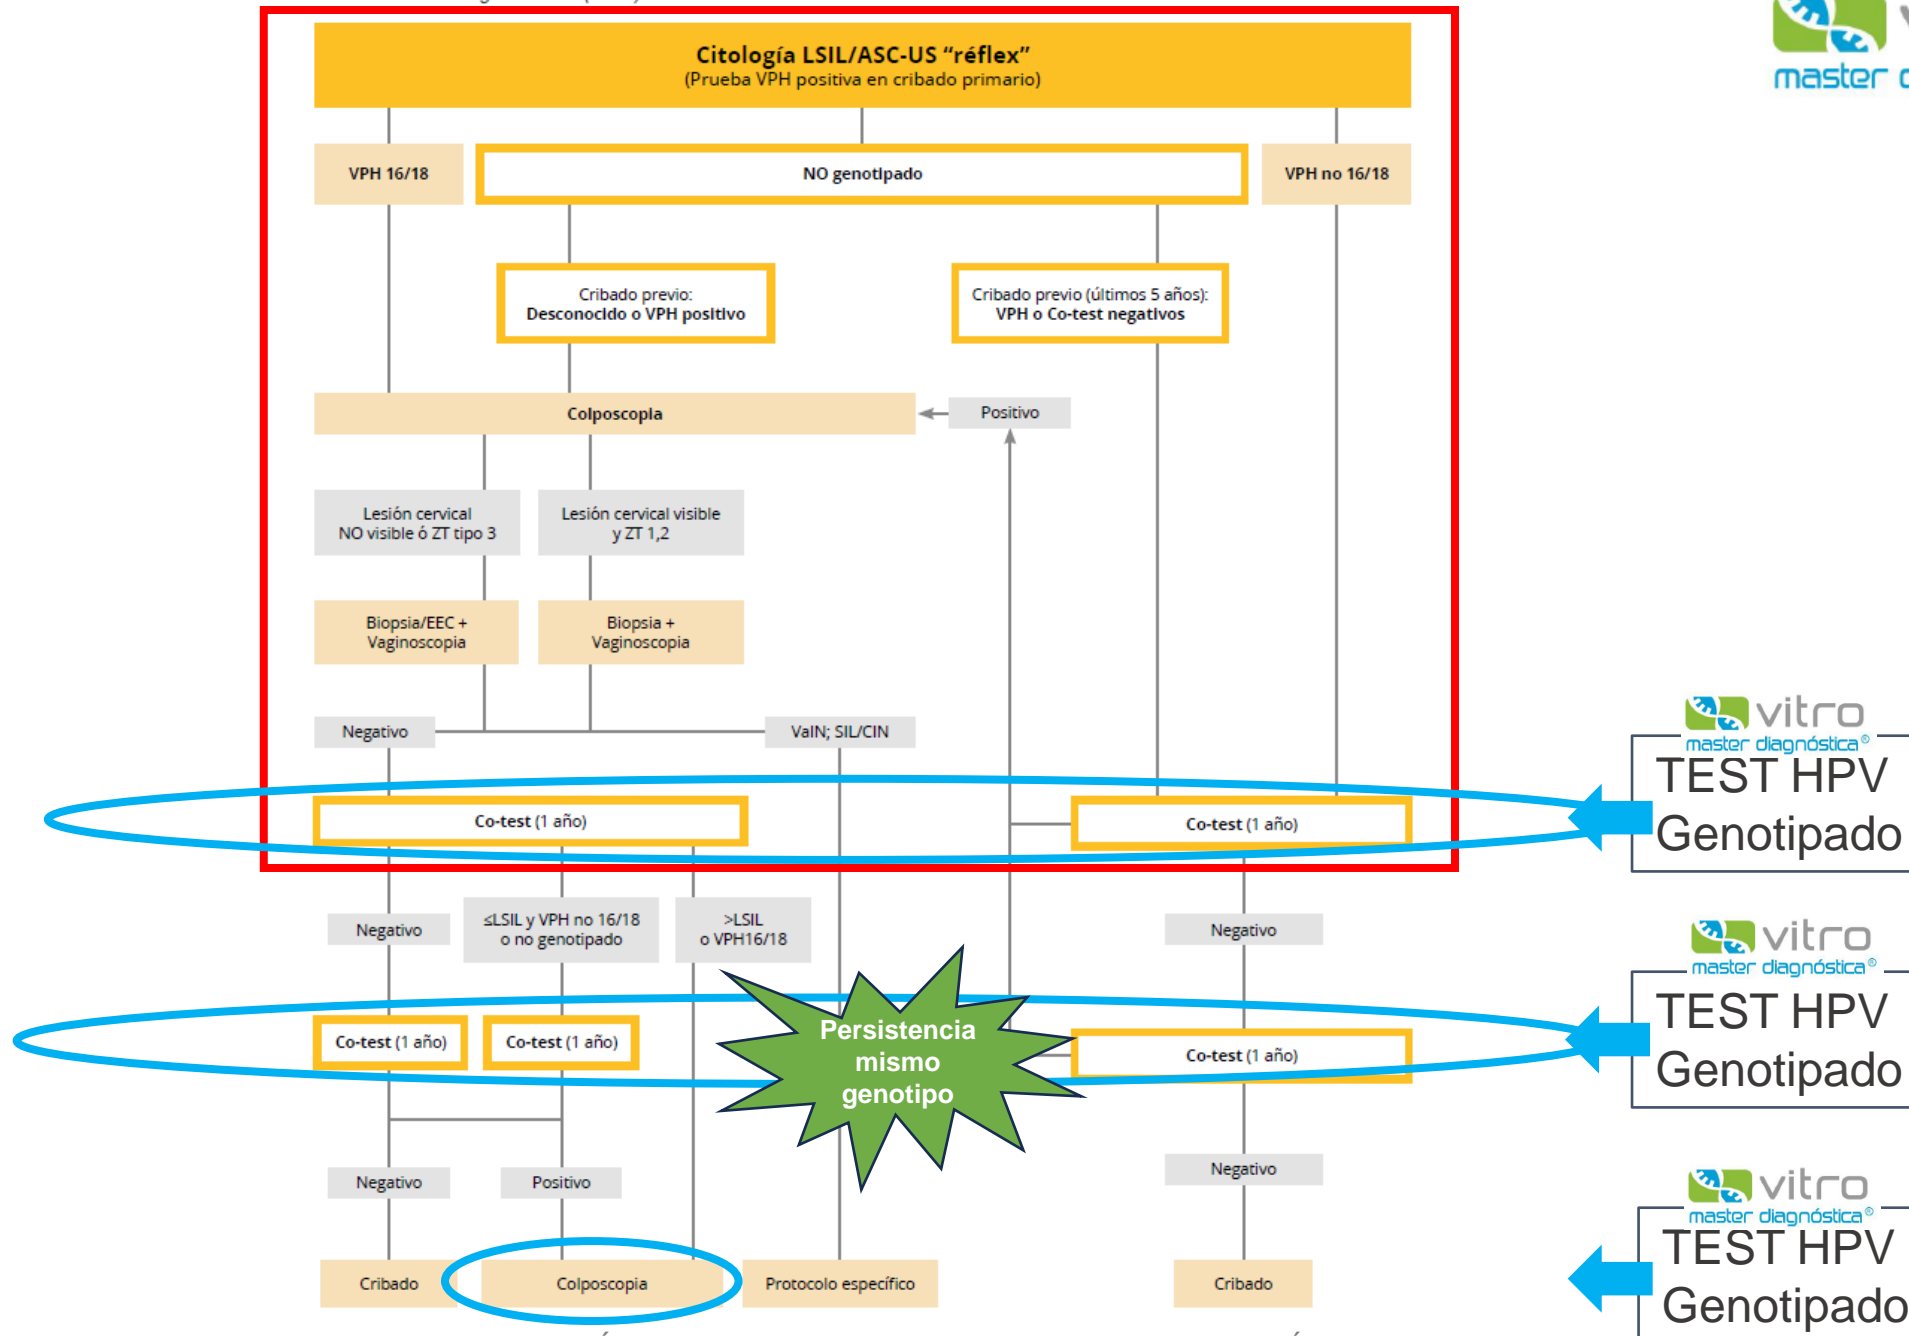 master
Citología LSIL/ASC-US “réflex”
(Prueba VPH positiva en cribado primario)
VPH 16/18
NO genotipado
VPH no 16/18
Cribado previo:
Desconocido o VPH positivo
Cribado previo (últimos 5 años):
VPH o Co-test negativos
Colposcopia
Positivo
Lesión cervical
NO visible ó ZT tipo 3
Lesión cervical visible
y ZT 1,2
Biopsia/EEC +
Vaginoscopia
Biopsia +
Vaginoscopia
Negativo
VaIN; SIL/CIN
vitro
master diagnóstica®
TEST HPV
Genotipado
Co-test (1 año)
Co-test (1 año)
Negativo
≤LSIL y VPH no 16/18
o no genotipado
>LSIL
o VPH16/18
Negativo
vitro
master diagnóstica®
TEST HPV
Genotipado
Co-test (1 año)
Co-test (1 año)
Persistencia
mismo
genotipo
Co-test (1 año)
Negativo
Positivo
Negativo
vitro
master diagnóstica®
TEST HPV
Genotipado
Cribado
Colposcopia
Protocolo específico
Cribado